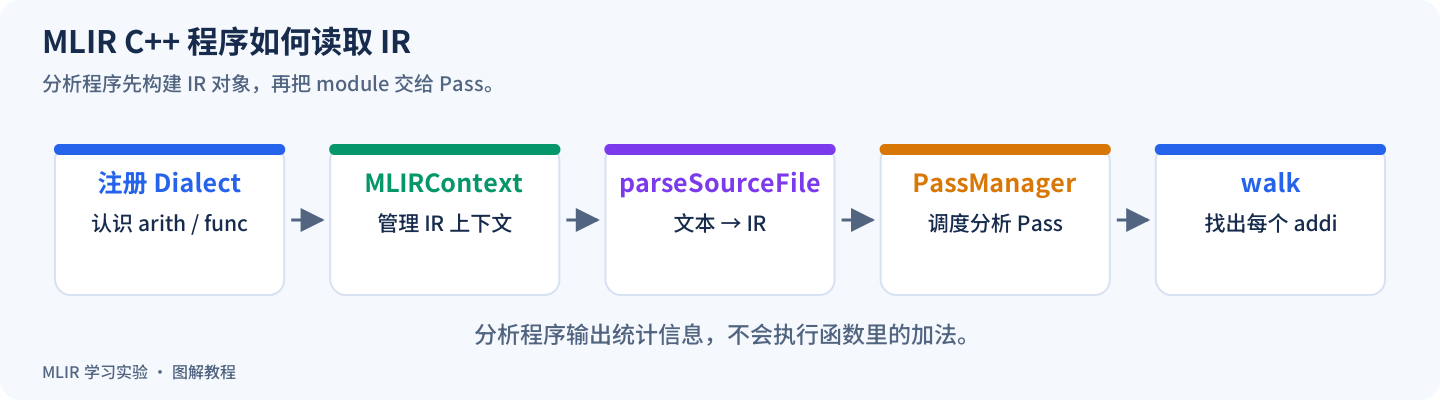 MLIR C++ 程序如何读取 IR
分析程序先构建 IR 对象，再把 module 交给 Pass。
注册 Dialect
认识 arith / func
MLIRContext
管理 IR 上下文
parseSourceFile
文本 → IR
PassManager
调度分析 Pass
walk
找出每个 addi
分析程序输出统计信息，不会执行函数里的加法。
MLIR 学习实验 · 图解教程